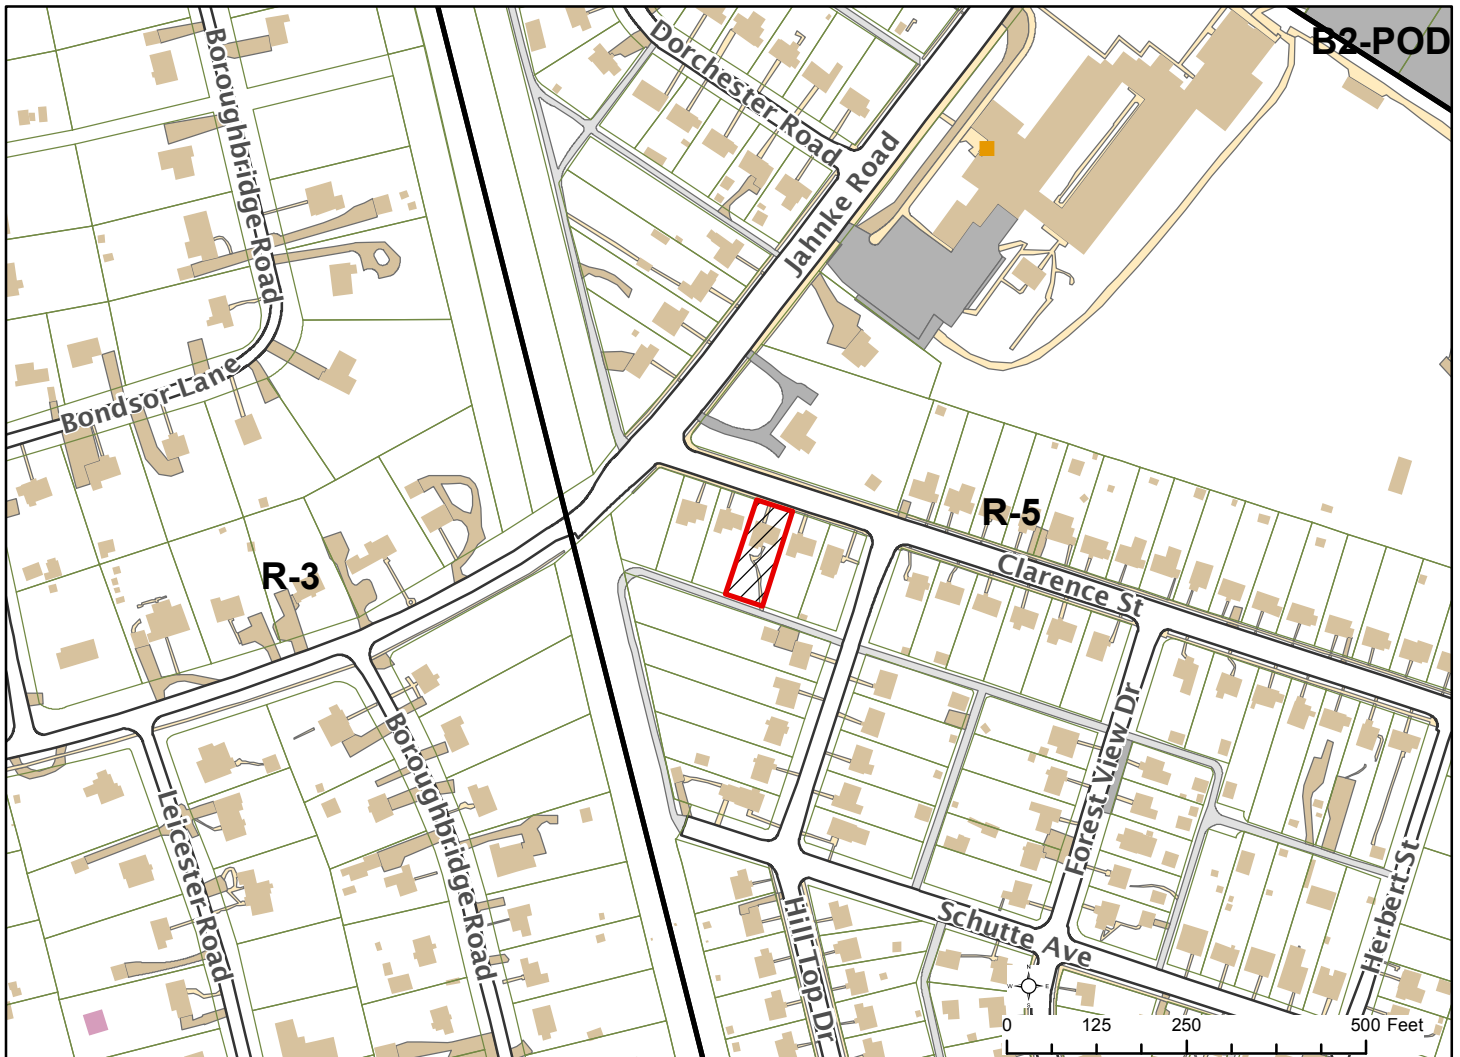 B2-POD
Dorchester Road
Boroughbridge Road
Jahnke Road
Bondsor Lane
R-5
R-3
Clarence St
Boroughbridge Road
Forest View Dr
Leicester Road
Herbert St
Schutte Ave
Hill Top Dr
N
W E
S
0 125 250 500 Feet